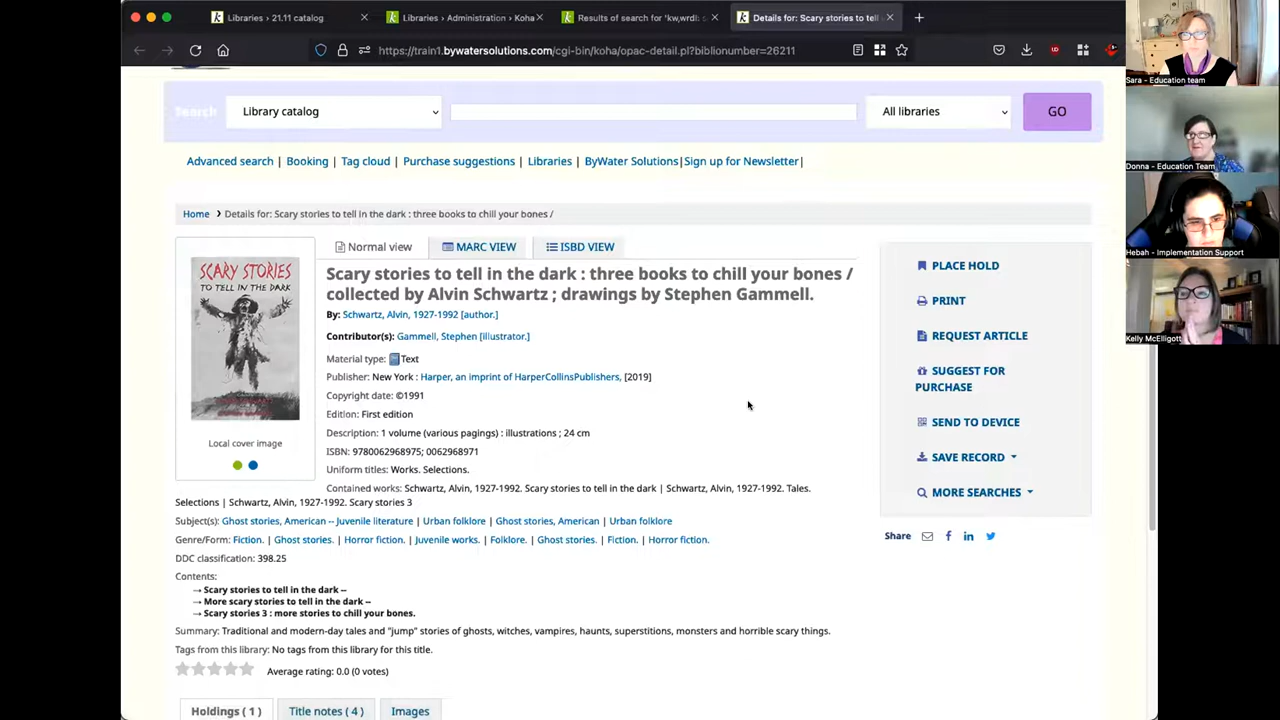 Libraries › 21.11 catalog
Libraries › Administration › Koha
Results of search for 'kw,wrdl: s
Details for: Scary stories to tell
https://train1.bywatersolutions.com/cgi-bin/koha/opac-detail.pl?biblionumber=26211
Search
Library catalog
All libraries
GO
Advanced search | Booking | Tag cloud | Purchase suggestions | Libraries | ByWater Solutions|Sign up for Newsletter|
Home › Details for: Scary stories to tell in the dark : three books to chill your bones /
Normal view
MARC VIEW
ISBD VIEW
SCARY STORIES
TO TELL IN THE DARK
Local cover image
Scary stories to tell in the dark : three books to chill your bones /
collected by Alvin Schwartz ; drawings by Stephen Gammell.
By: Schwartz, Alvin, 1927-1992 [author.]
Contributor(s): Gammell, Stephen [illustrator.]
Material type: Text
Publisher: New York : Harper, an imprint of HarperCollinsPublishers, [2019]
Copyright date: ©1991
Edition: First edition
Description: 1 volume (various pagings) : illustrations ; 24 cm
ISBN: 9780062968975; 0062968971
Uniform titles: Works. Selections.
Contained works: Schwartz, Alvin, 1927-1992. Scary stories to tell in the dark | Schwartz, Alvin, 1927-1992. Tales.
Selections | Schwartz, Alvin, 1927-1992. Scary stories 3
Subject(s): Ghost stories, American -- Juvenile literature | Urban folklore | Ghost stories, American | Urban folklore
Genre/Form: Fiction. | Ghost stories. | Horror fiction. | Juvenile works. | Folklore. | Ghost stories. | Fiction. | Horror fiction.
DDC classification: 398.25
Contents:
→ Scary stories to tell in the dark --
→ More scary stories to tell in the dark --
→ Scary stories 3 : more stories to chill your bones.
Summary: Traditional and modern-day tales and "jump" stories of ghosts, witches, vampires, haunts, superstitions, monsters and horrible scary things.
Tags from this library: No tags from this library for this title.
Average rating: 0.0 (0 votes)
Holdings ( 1 )
Title notes ( 4 )
Images
PLACE HOLD
PRINT
REQUEST ARTICLE
SUGGEST FOR
PURCHASE
SEND TO DEVICE
SAVE RECORD
MORE SEARCHES
Share
Sara - Education team
Donna - Education Team
Hebah - Implementation Support
Kelly McElligott